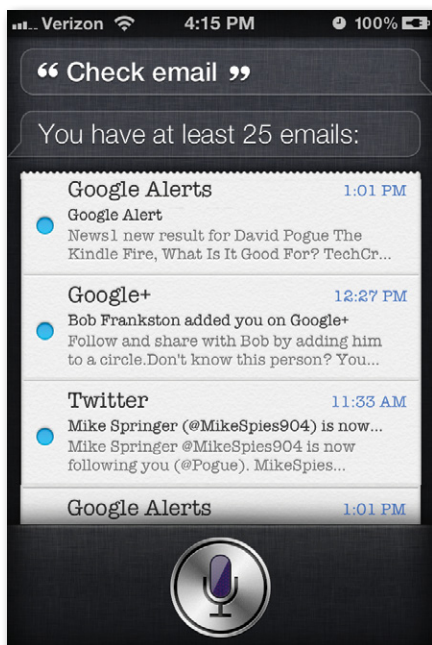 Verizon 4:15 PM 100%
“ Check email ”
You have at least 25 emails:
Google Alerts 1:01 PM
Google Alert
News1 new result for David Pogue The
Kindle Fire, What Is It Good For? TechCr...
Google+ 12:27 PM
Bob Frankston added you on Google+
Follow and share with Bob by adding him
to a circle.Don't know this person? You...
Twitter 11:33 AM
Mike Springer (@MikeSpies904) is now...
Mike Springer @MikeSpies904 is now
following you (@Pogue). MikeSpies...
Google Alerts 1:01 PM